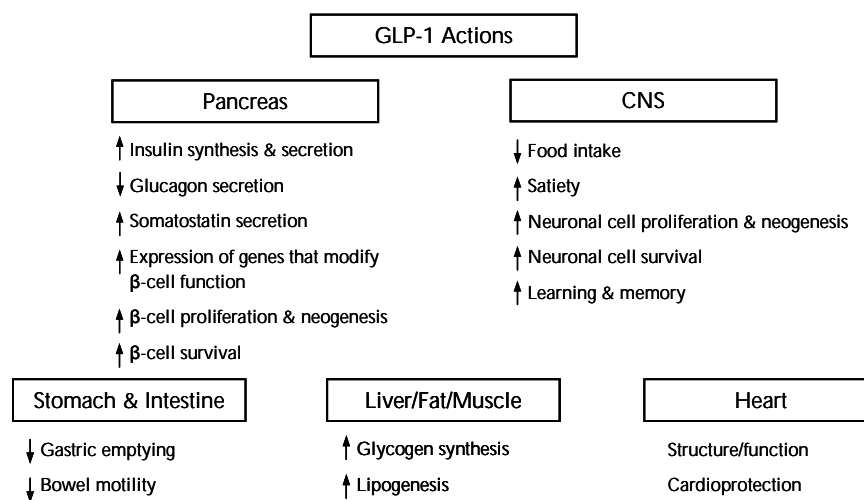 GLP-1 Actions
Pancreas
↑ Insulin synthesis & secretion
↓ Glucagon secretion
↑ Somatostatin secretion
↑ Expression of genes that modify
β-cell function
↑ β-cell proliferation & neogenesis
↑ β-cell survival
CNS
↓ Food intake
↑ Satiety
↑ Neuronal cell proliferation & neogenesis
↑ Neuronal cell survival
↑ Learning & memory
Stomach & Intestine
↓ Gastric emptying
↓ Bowel motility
Liver/Fat/Muscle
↑ Glycogen synthesis
↑ Lipogenesis
Heart
Structure/function
Cardioprotection